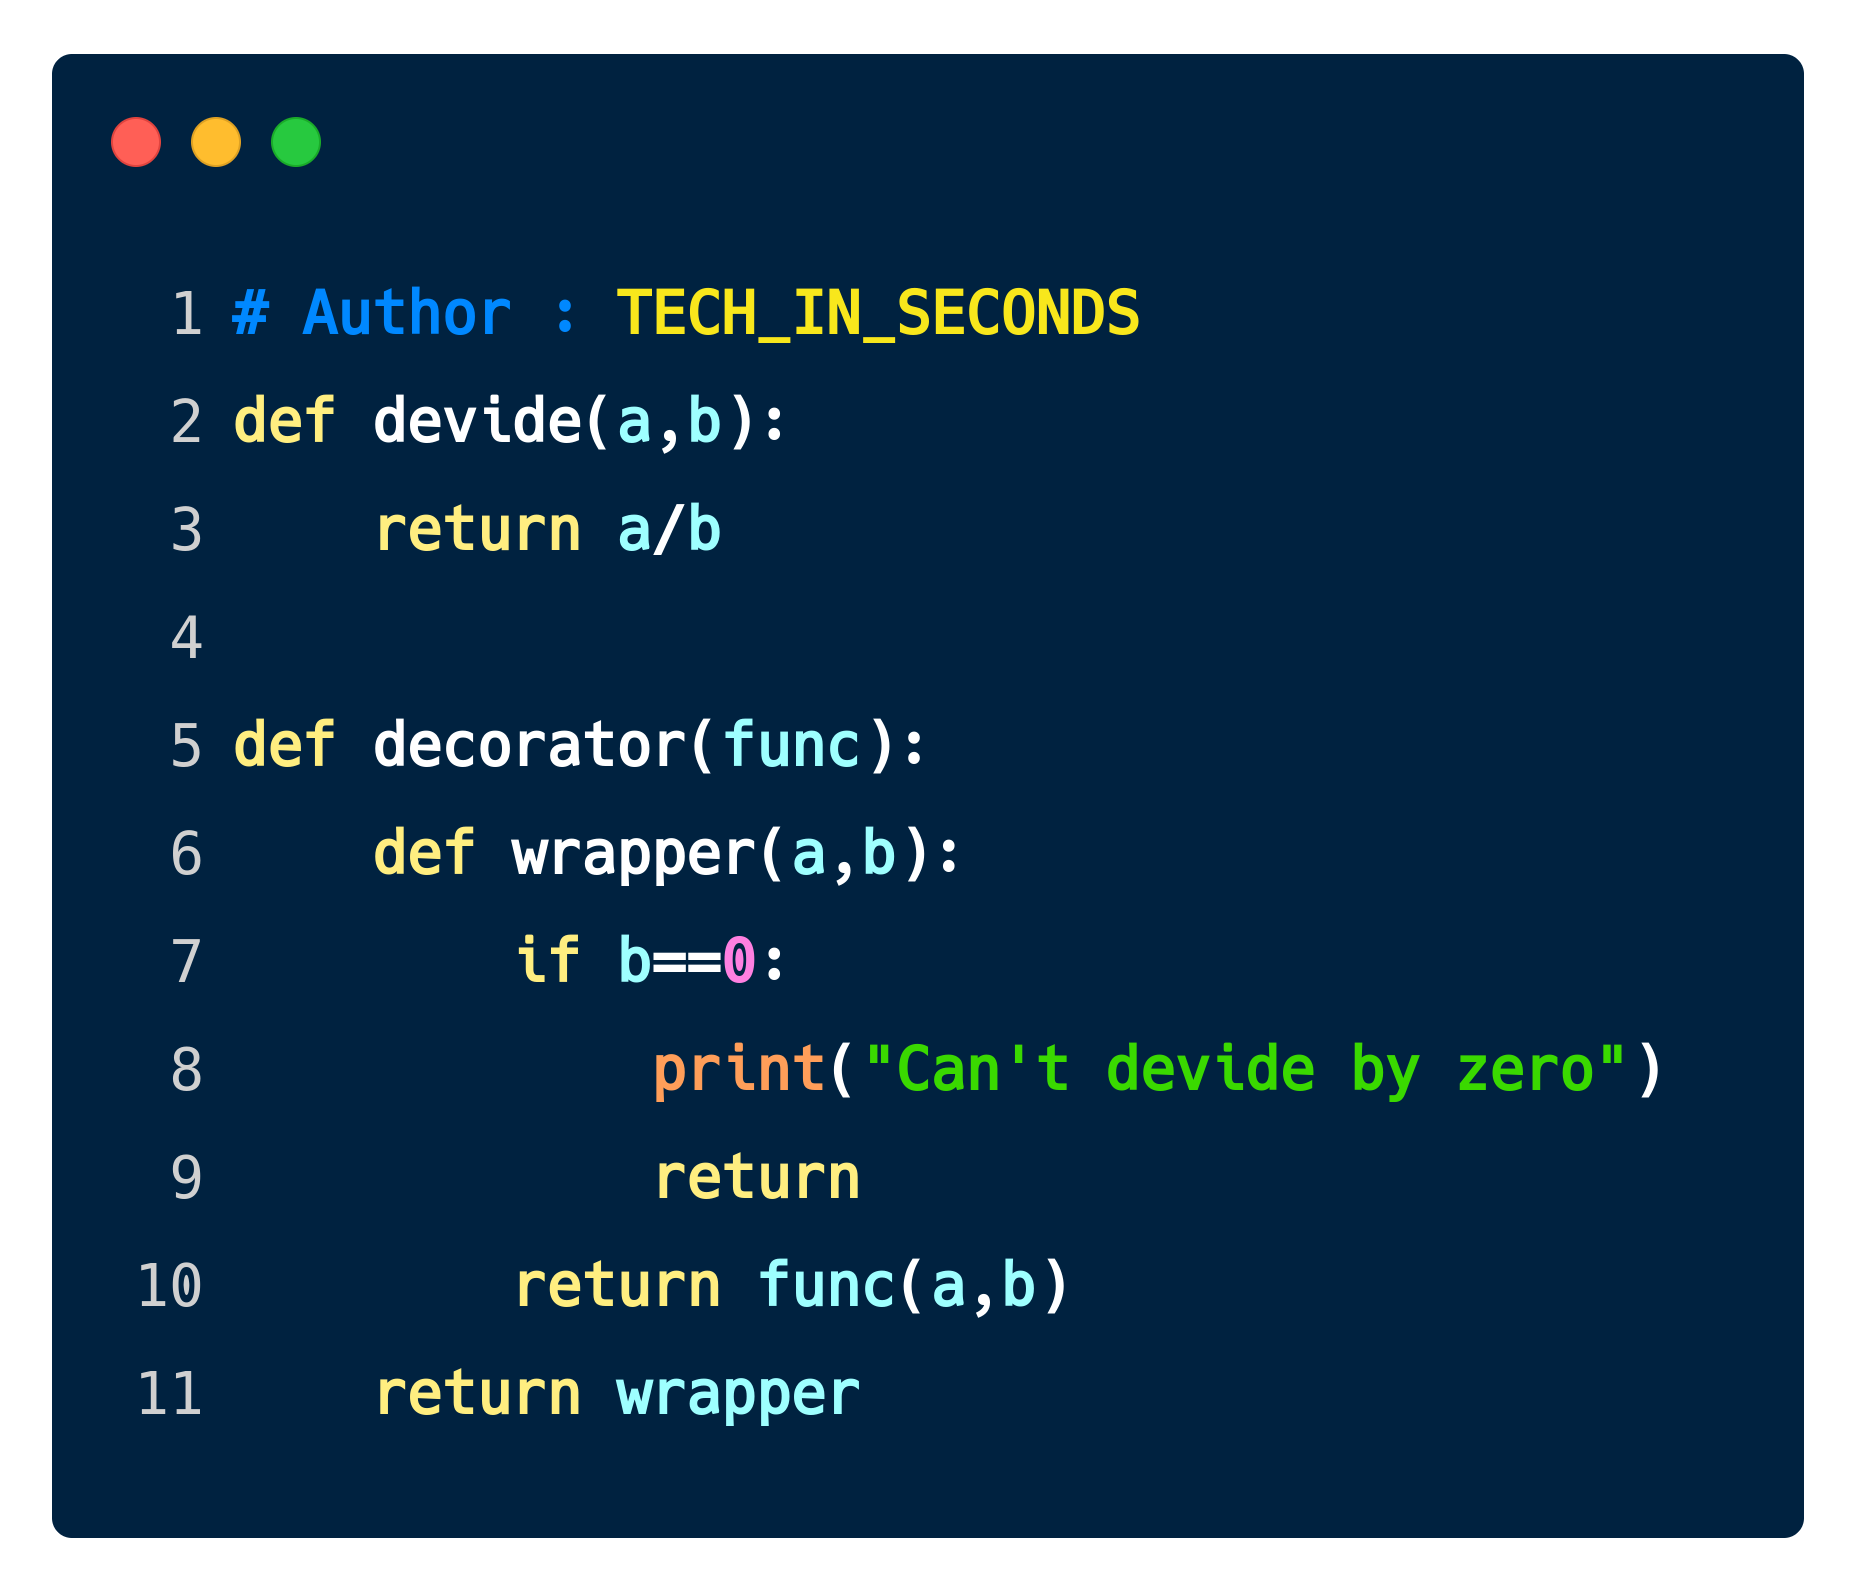 1 # Author : TECH_IN_SECONDS
2 def devide(a,b):
3     return a/b
4
5 def decorator(func):
6     def wrapper(a,b):
7         if b==0:
8             print("Can't devide by zero")
9             return
10         return func(a,b)
11     return wrapper